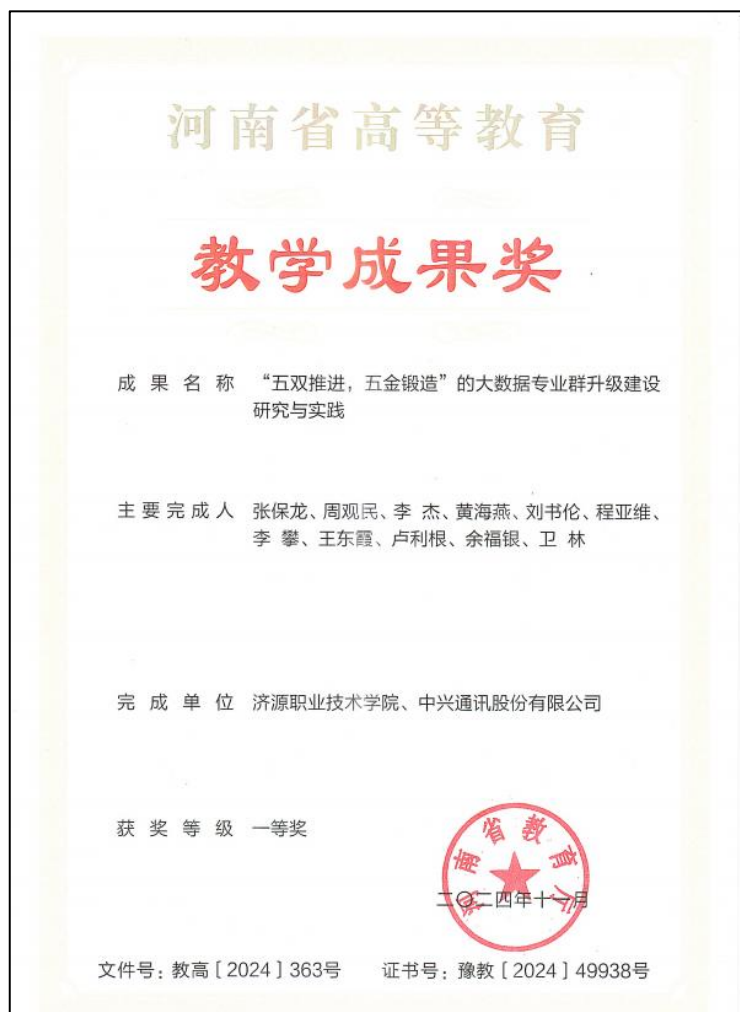 河南省高等教育
教学成果奖
成果名称 “五双推进，五金锻造”的大数据专业群升级建设
研究与实践
主要完成人 张保龙、周观民、李 杰、黄海燕、刘书伦、程亚维、
李 攀、王东霞、卢利根、余福银、卫 林
完成单位 济源职业技术学院、中兴通讯股份有限公司
获奖等级 一等奖
河南省教育厅
二〇二四年十一月
文件号：教高［2024］363号 证书号：豫教［2024］49938号